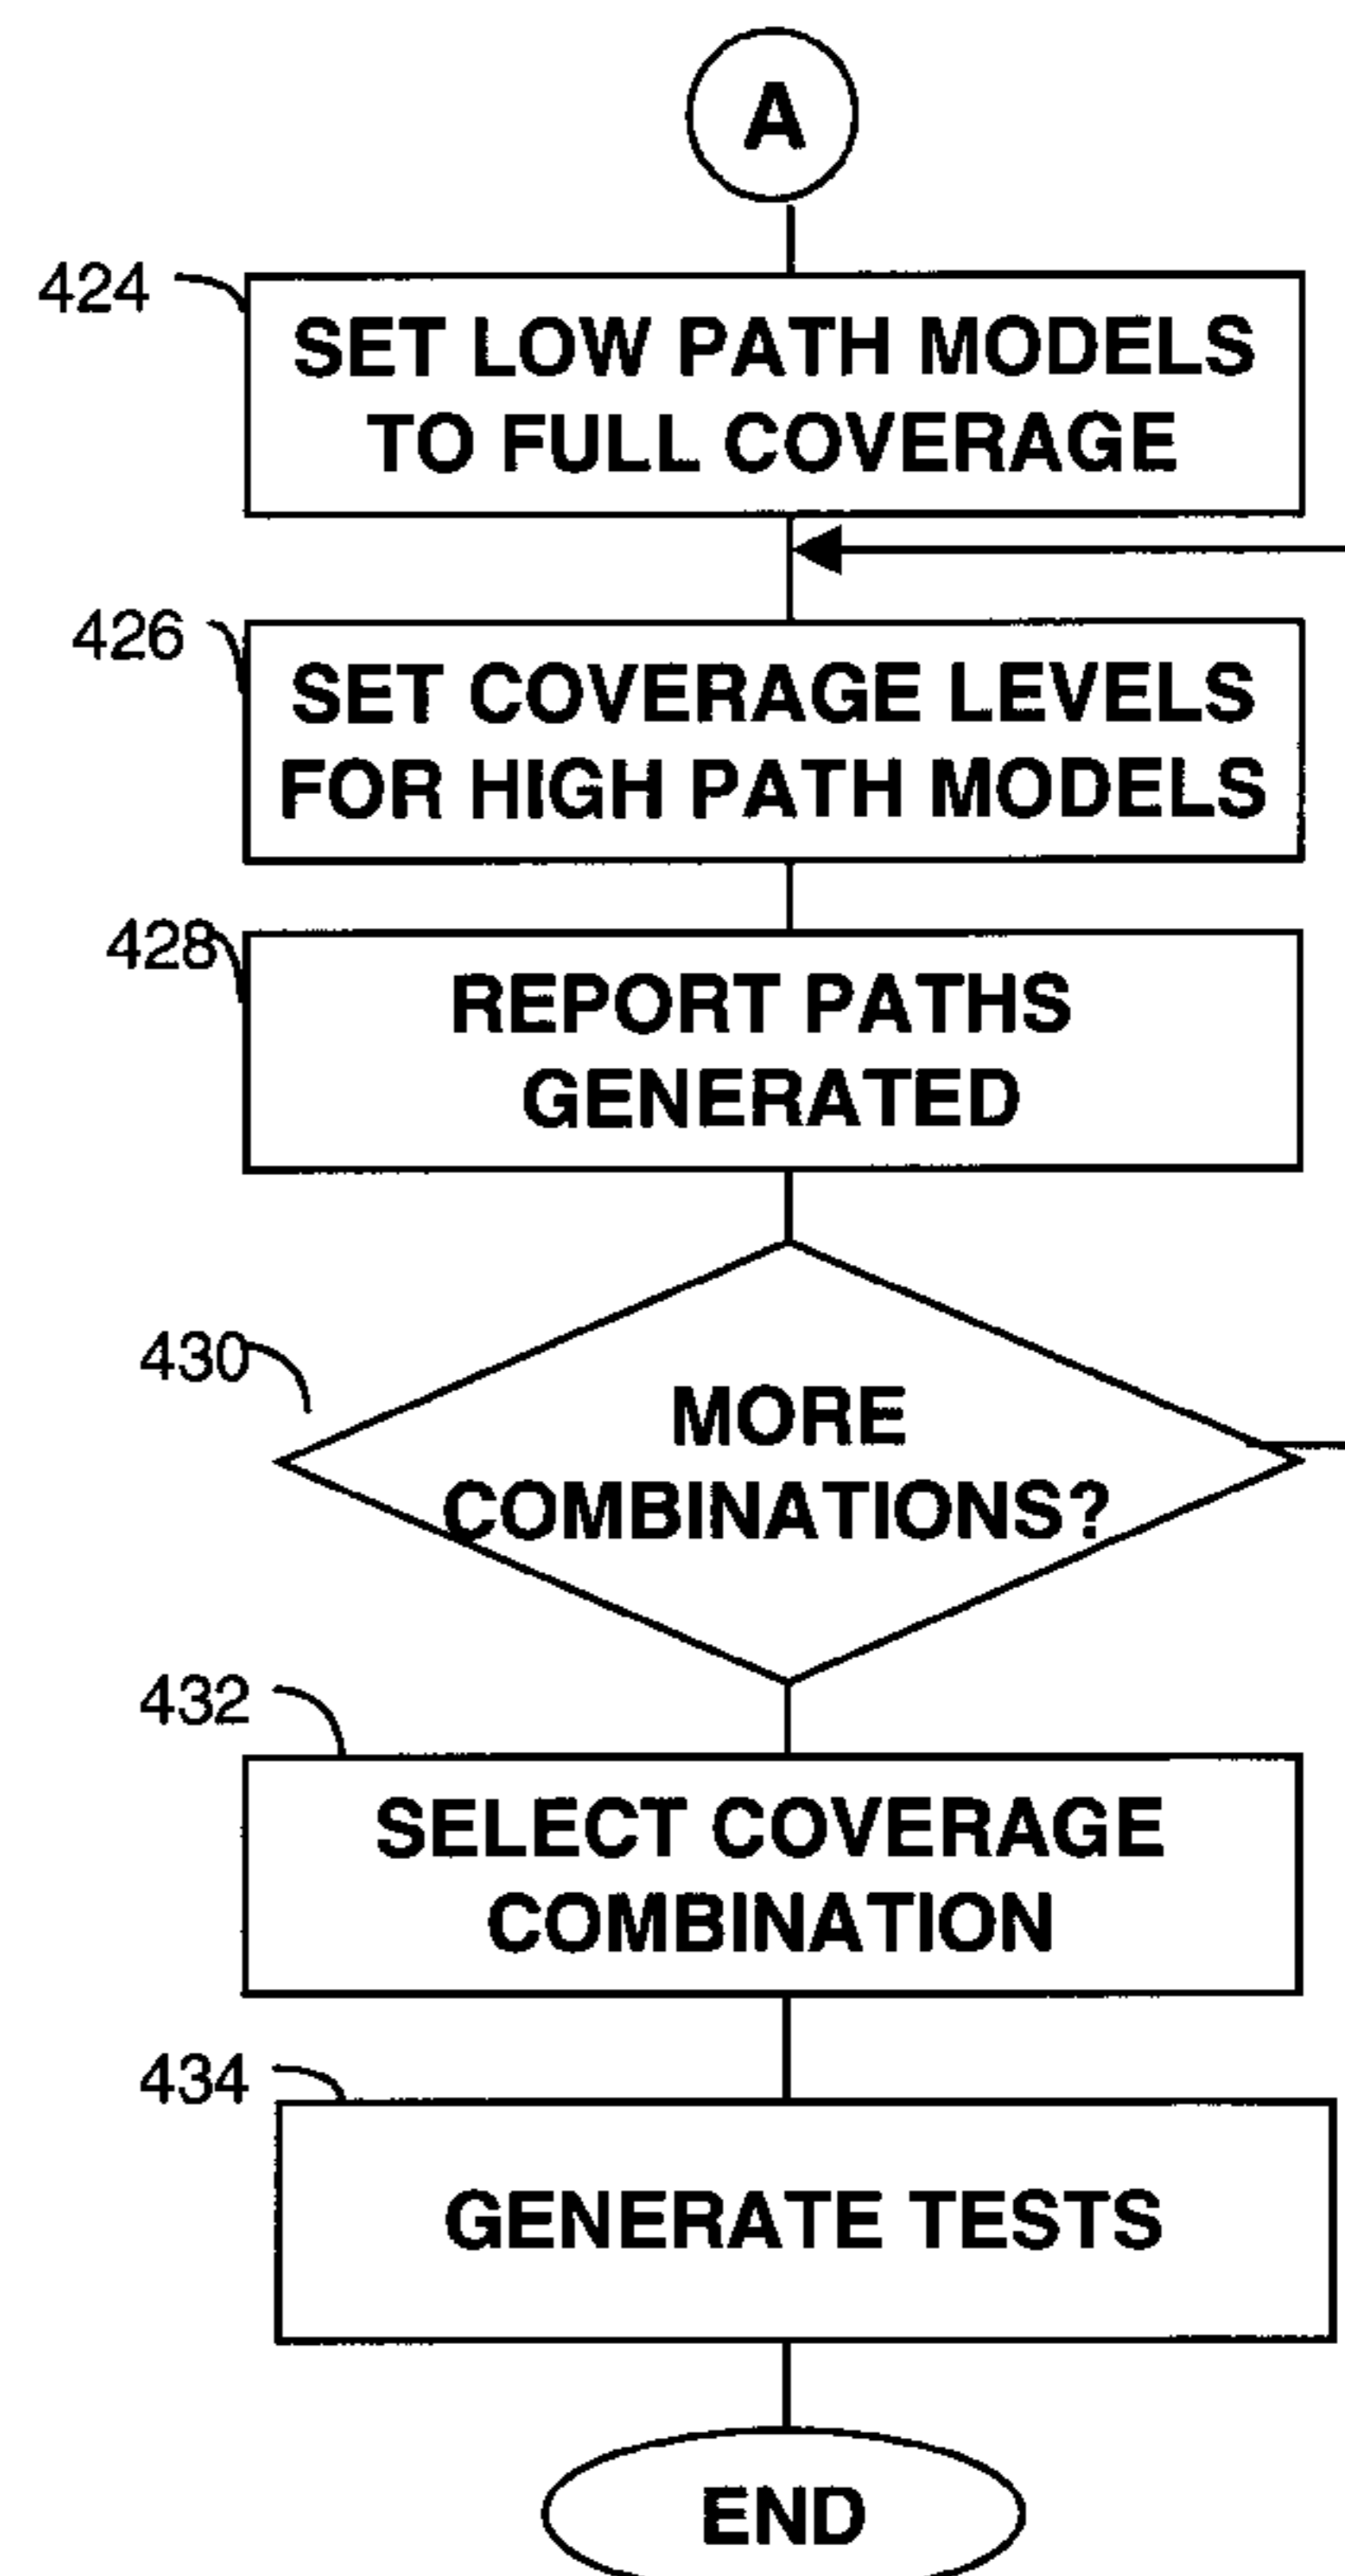 A
424
SET LOW PATH MODELS
TO FULL COVERAGE
426
SET COVERAGE LEVELS
FOR HIGH PATH MODELS
428
REPORT PATHS
GENERATED
430
MORE
COMBINATIONS?
432
SELECT COVERAGE
COMBINATION
434
GENERATE TESTS
END